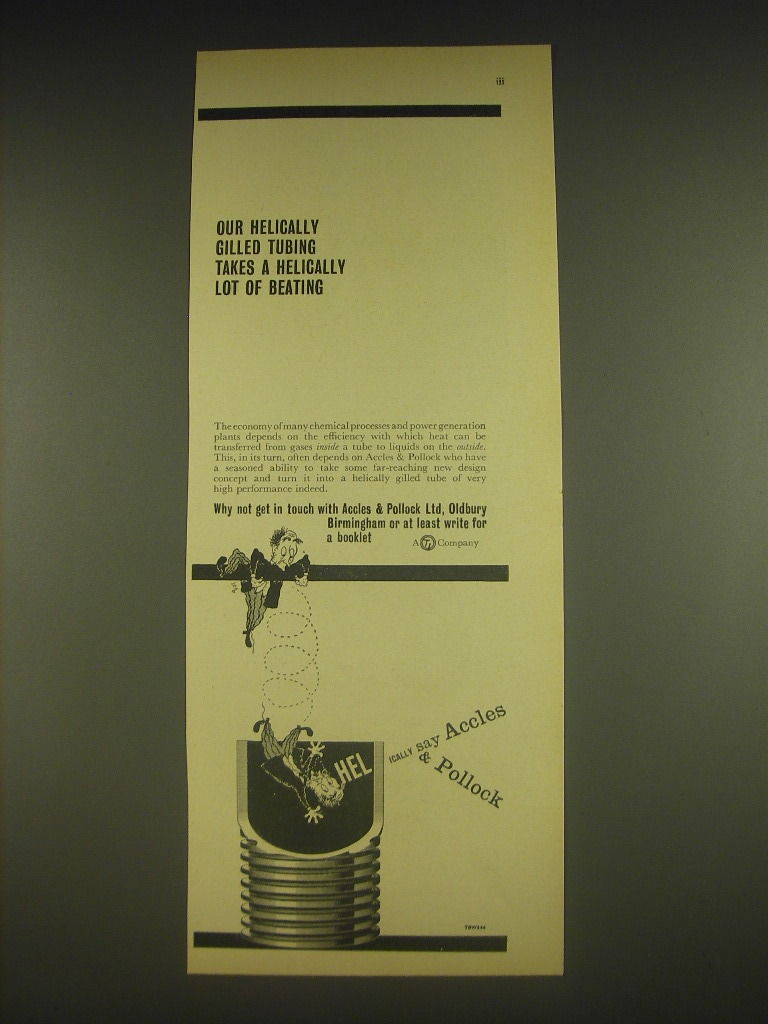 iii
OUR HELICALLY
GILLED TUBING
TAKES A HELICALLY
LOT OF BEATING
The economy of many chemical processes and power generation
plants depends on the efficiency with which heat can be
transferred from gases inside a tube to liquids on the outside.
This, in its turn, often depends on Accles & Pollock who have
a seasoned ability to take some far-reaching new design
concept and turn it into a helically gilled tube of very
high performance indeed.
Why not get in touch with Accles & Pollock Ltd, Oldbury
Birmingham or at least write for
a booklet
A TI Company
HEL
ICALLY say Accles
& Pollock